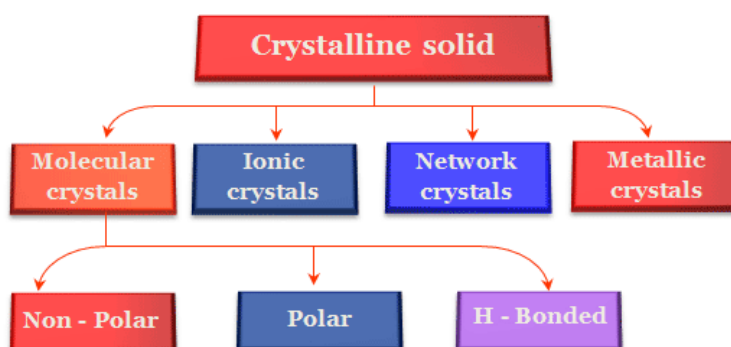 Crystalline solid
Molecular
crystals
Ionic
crystals
Network
crystals
Metallic
crystals
Non - Polar
Polar
H - Bonded